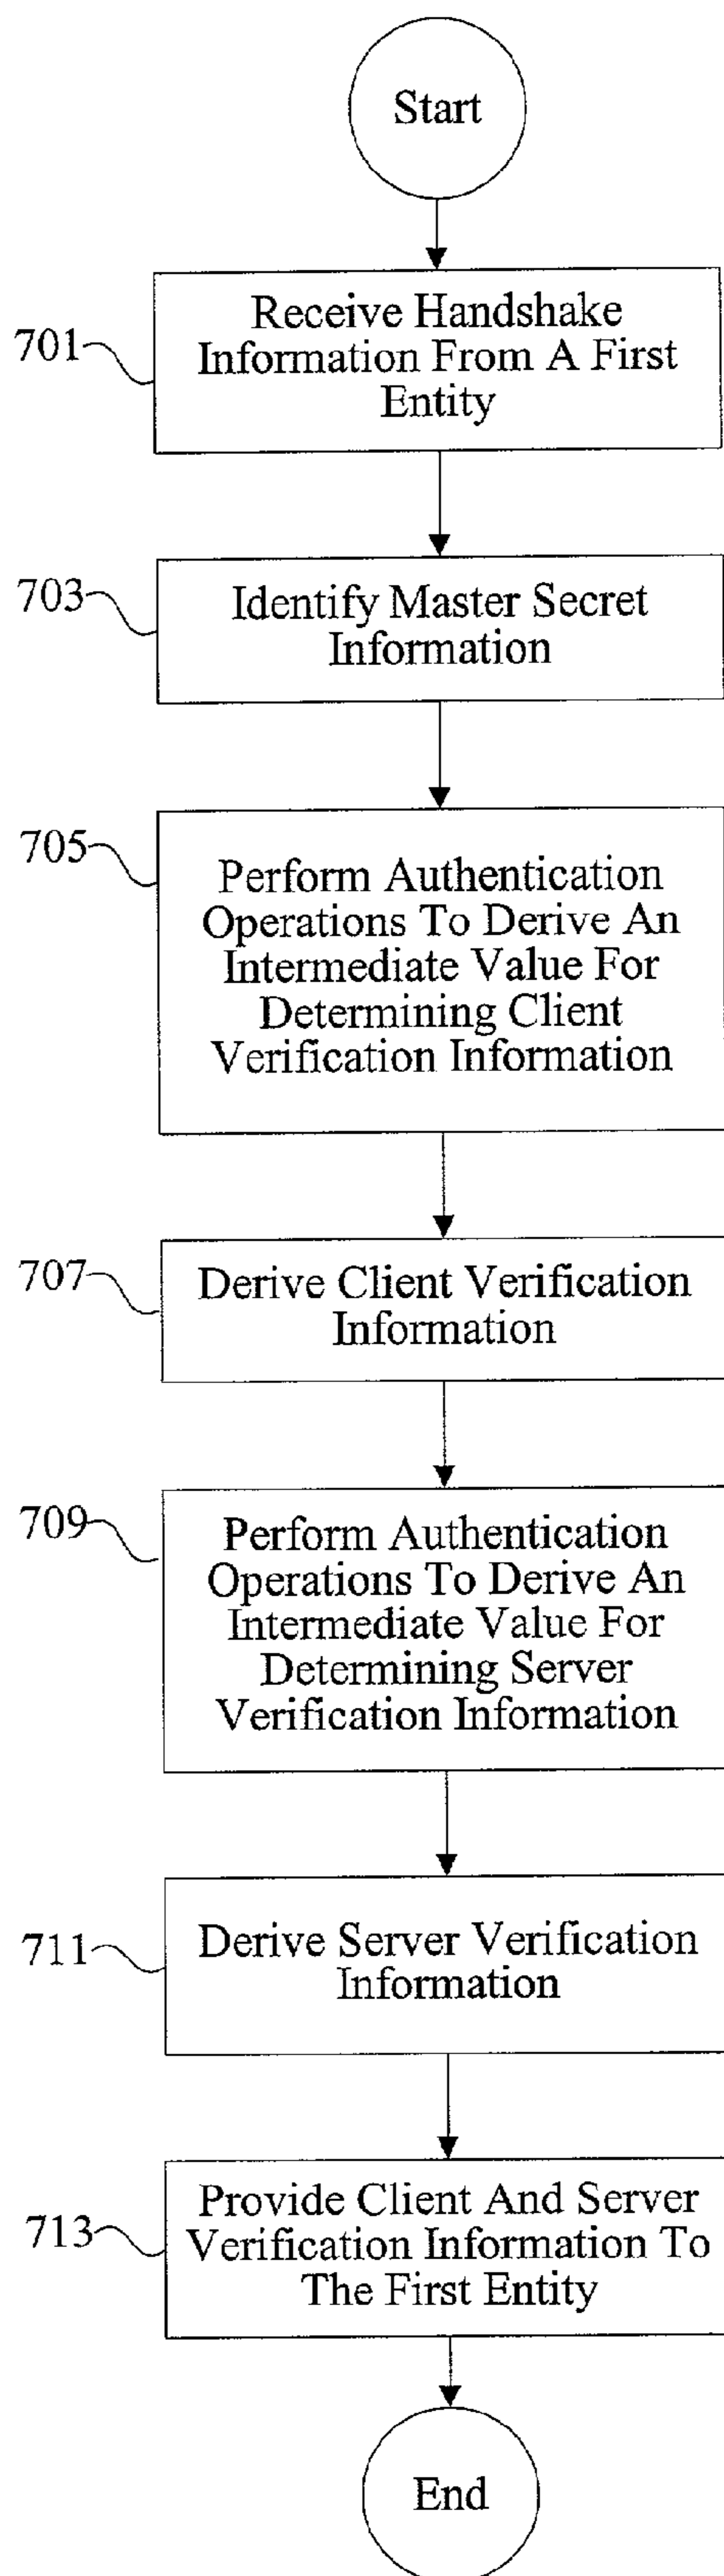 Start
701
Receive Handshake
Information From A First
Entity
703
Identify Master Secret
Information
705
Perform Authentication
Operations To Derive An
Intermediate Value For
Determining Client
Verification Information
707
Derive Client Verification
Information
709
Perform Authentication
Operations To Derive An
Intermediate Value For
Determining Server
Verification Information
711
Derive Server Verification
Information
713
Provide Client And Server
Verification Information To
The First Entity
End